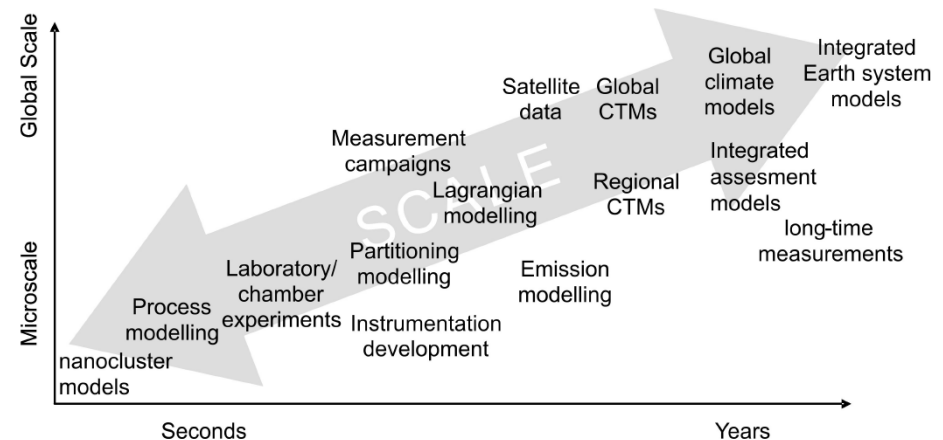 Global Scale
Microscale
Integrated
Earth system
models
Global
climate
models
Satellite
data
Global
CTMs
Measurement
campaigns
Integrated
assesment
models
Lagrangian
modelling
SCALE
Regional
CTMs
long-time
measurements
Partitioning
modelling
Emission
modelling
Laboratory/
chamber
experiments
Process
modelling
Instrumentation
development
nanocluster
models
Seconds
Years